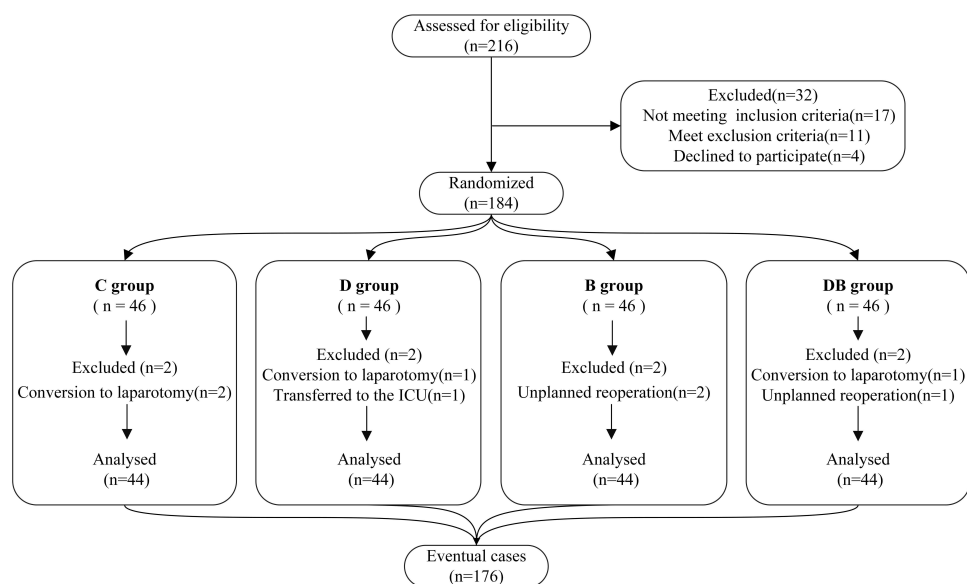 Assessed for eligibility
(n=216)
Excluded(n=32)
Not meeting inclusion criteria(n=17)
Meet exclusion criteria(n=11)
Declined to participate(n=4)
Randomized
(n=184)
C group
( n = 46 )
Excluded (n=2)
Conversion to laparotomy(n=2)
Analysed
(n=44)
D group
( n = 46 )
Excluded (n=2)
Conversion to laparotomy(n=1)
Transferred to the ICU(n=1)
Analysed
(n=44)
B group
( n = 46 )
Excluded (n=2)
Unplanned reoperation(n=2)
Analysed
(n=44)
DB group
( n = 46 )
Excluded (n=2)
Conversion to laparotomy(n=1)
Unplanned reoperation(n=1)
Analysed
(n=44)
Eventual cases
(n=176)